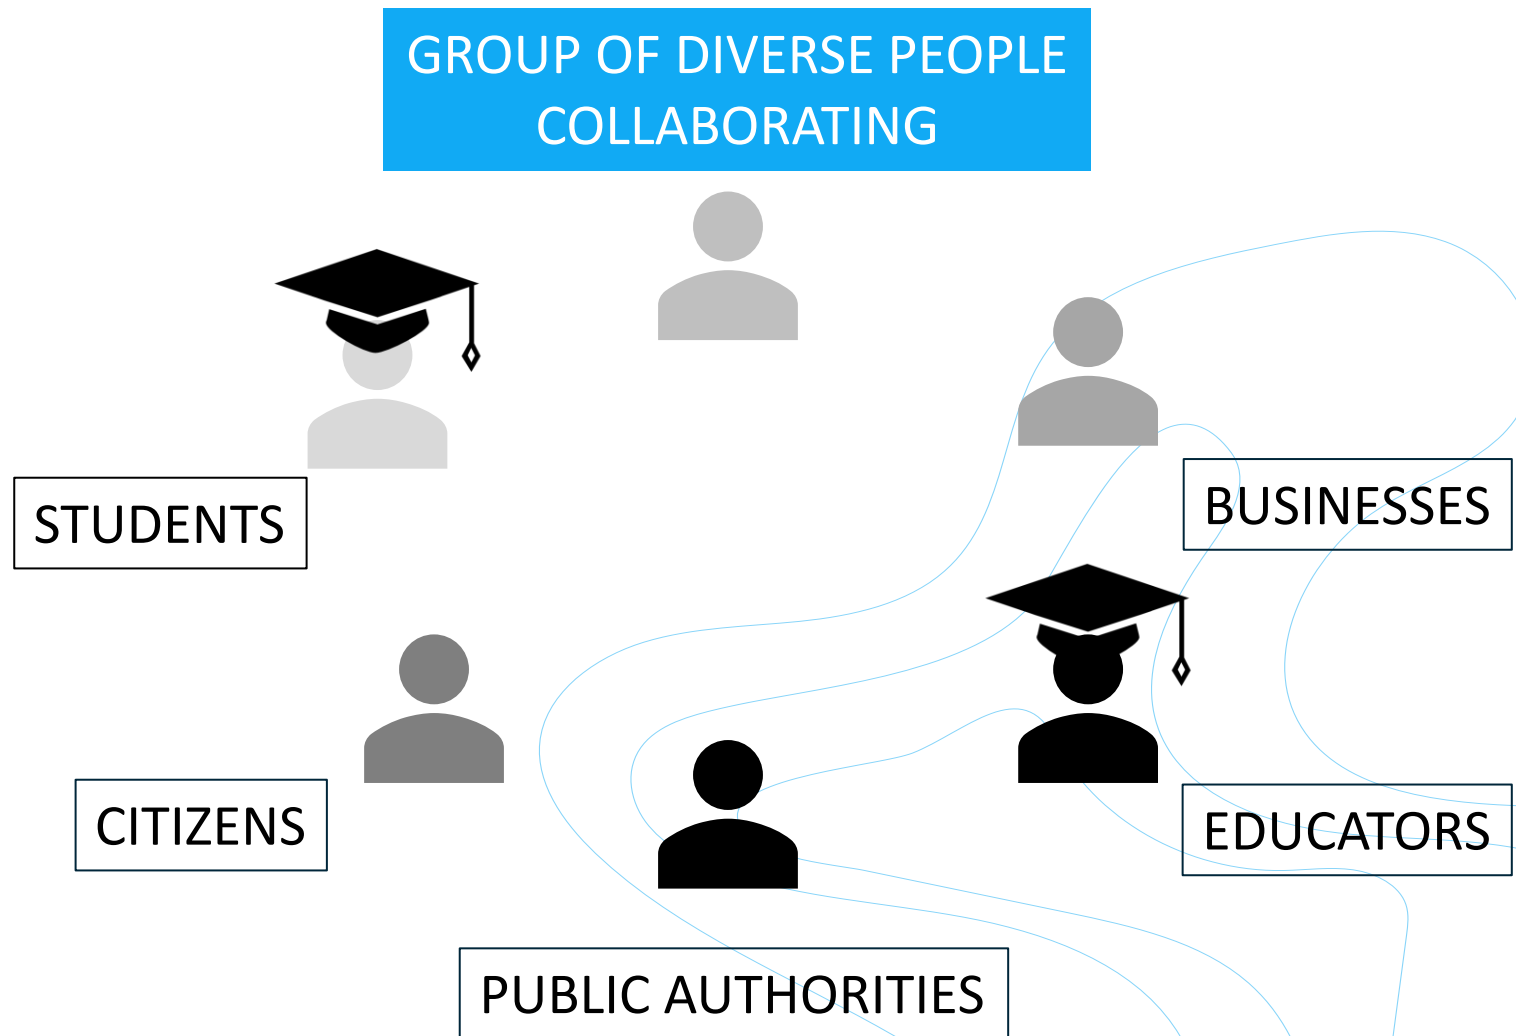 GROUP OF DIVERSE PEOPLE
COLLABORATING
STUDENTS
BUSINESSES
CITIZENS
EDUCATORS
PUBLIC AUTHORITIES